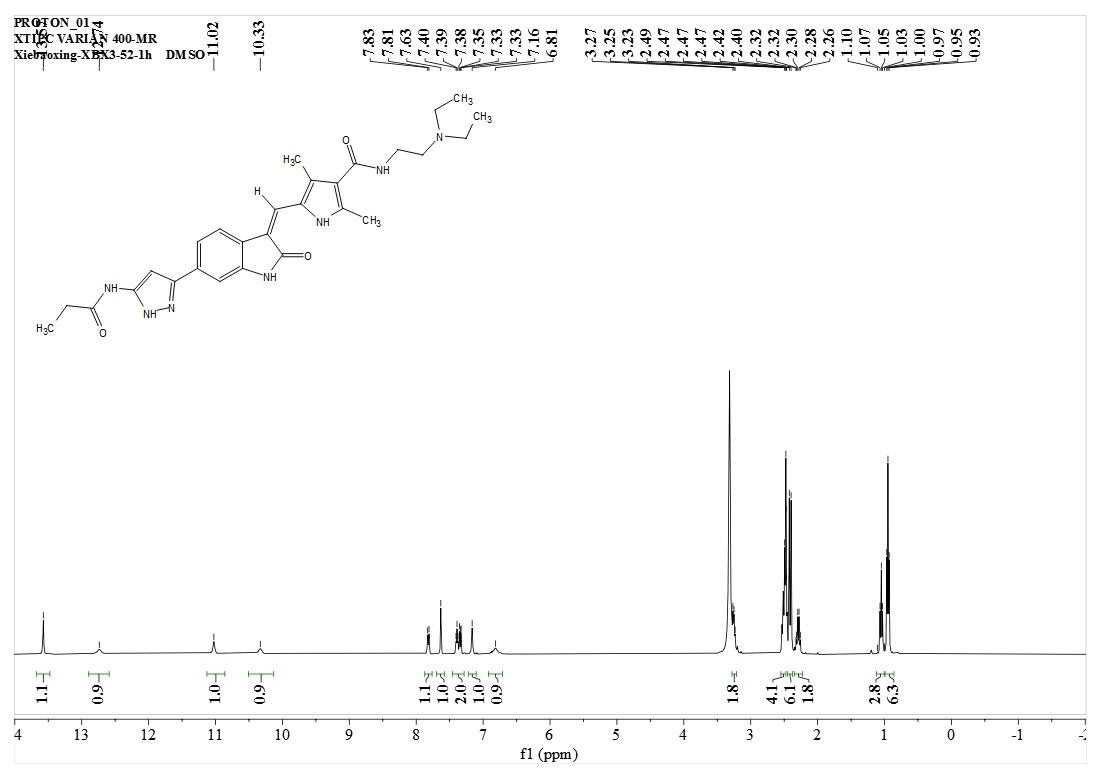 PROTON_01
XTIPC VARIAN 400-MR
Xiebaoxing-XBX3-52-1h DMSO
12.74
11.02
10.33
7.83
7.81
7.63
7.40
7.39
7.38
7.35
7.33
7.33
7.16
6.81
3.27
3.25
3.23
2.49
2.47
2.47
2.47
2.42
2.40
2.32
2.32
2.30
2.28
2.26
1.10
1.07
1.05
1.03
1.00
0.97
0.95
0.93
CH₃
CH₃
N
O
H₃C
NH
H
NH
CH₃
O
NH
NH
N
NH
O
H₃C
1.1
0.9
1.0
0.9
1.1
1.0
2.0
1.0
0.9
1.8
4.1
6.1
1.8
2.8
6.3
4 13 12 11 10 9 8 7 6 5 4 3 2 1 0 -1 -2
f1 (ppm)